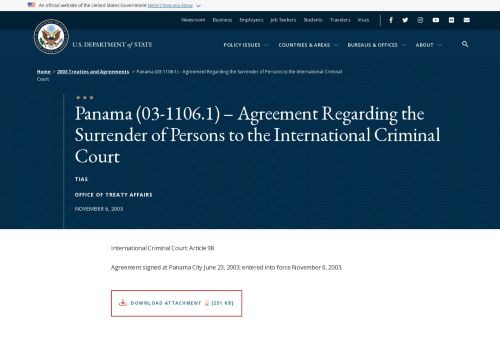 An official website of the United States Government Here's how you know
Newsroom Business Employees Job Seekers Students Travelers Visas
U.S. DEPARTMENT of STATE
POLICY ISSUES COUNTRIES & AREAS BUREAUS & OFFICES ABOUT
Home > 2003 Treaties and Agreements > Panama (03-1106.1) – Agreement Regarding the Surrender of Persons to the International Criminal
Court
Panama (03-1106.1) – Agreement Regarding the
Surrender of Persons to the International Criminal
Court
TIAS
OFFICE OF TREATY AFFAIRS
NOVEMBER 6, 2003
International Criminal Court: Article 98
Agreement signed at Panama City June 23, 2003; entered into force November 6, 2003.
DOWNLOAD ATTACHMENT [251 KB]